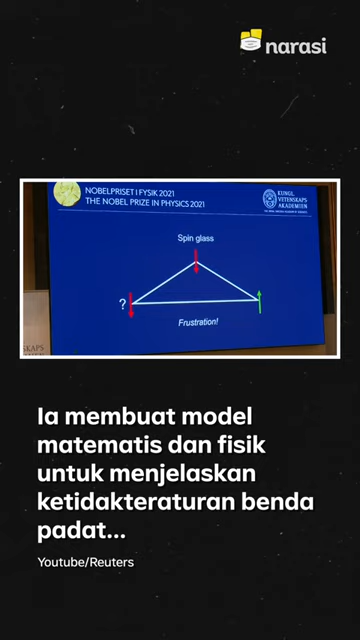 narasi
NOBELPRISET I FYSIK 2021
THE NOBEL PRIZE IN PHYSICS 2021
KUNGL.
VETENSKAPS
AKADEMIEN
Spin glass
?
Frustration!
Ia membuat model
matematis dan fisik
untuk menjelaskan
ketidakteraturan benda
padat...
Youtube/Reuters